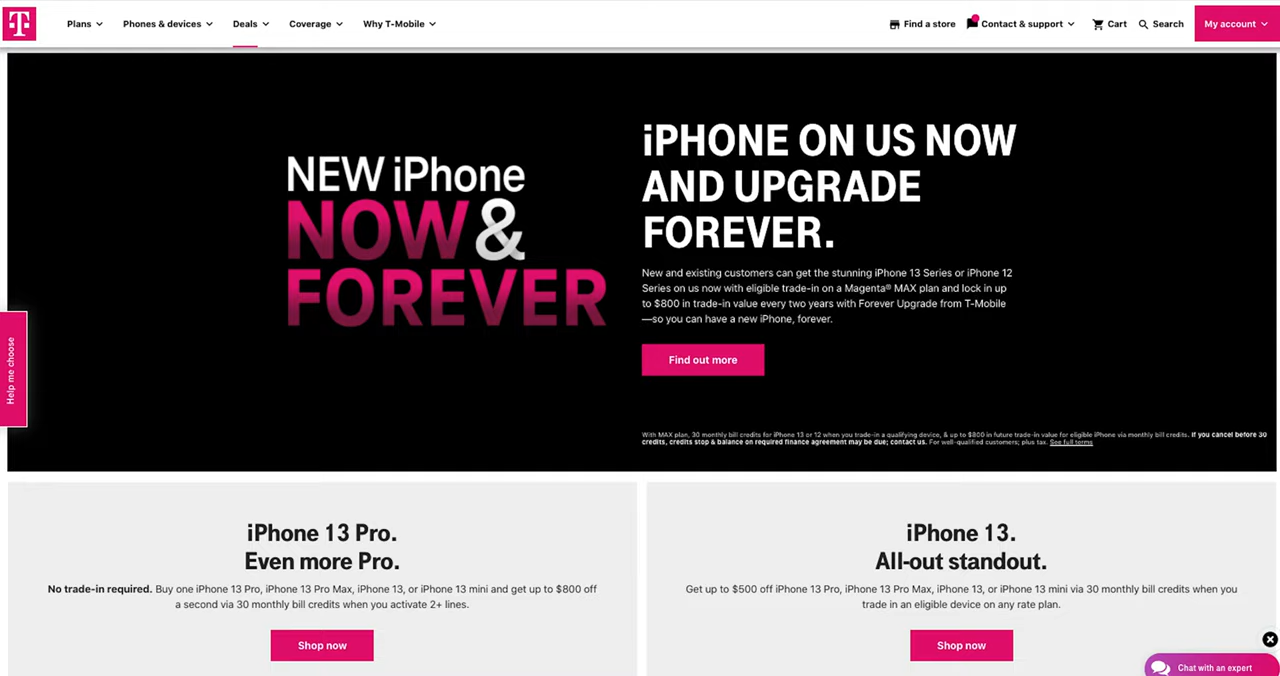 T
Plans
Phones & devices
Deals
Coverage
Why T-Mobile
Find a store
Contact & support
Cart
Search
My account
NEW iPhone
NOW &
FOREVER
iPHONE ON US NOW
AND UPGRADE
FOREVER.
New and existing customers can get the stunning iPhone 13 Series or iPhone 12
Series on us now with eligible trade-in on a Magenta® MAX plan and lock in up
to $800 in trade-in value every two years with Forever Upgrade from T-Mobile
—so you can have a new iPhone, forever.
Find out more
With MAX plan, 30 monthly bill credits for iPhone 13 or 12 when you trade-in a qualifying device, & up to $800 in future trade-in value for eligible iPhone via monthly bill credits. If you cancel before 30
credits, credits stop & balance on required finance agreement may be due; contact us. For well-qualified customers; plus tax. See full terms
Help me choose
iPhone 13 Pro.
Even more Pro.
No trade-in required. Buy one iPhone 13 Pro, iPhone 13 Pro Max, iPhone 13, or iPhone 13 mini and get up to $800 off
a second via 30 monthly bill credits when you activate 2+ lines.
Shop now
iPhone 13.
All-out standout.
Get up to $500 off iPhone 13 Pro, iPhone 13 Pro Max, iPhone 13, or iPhone 13 mini via 30 monthly bill credits when you
trade in an eligible device on any rate plan.
Shop now
Chat with an expert